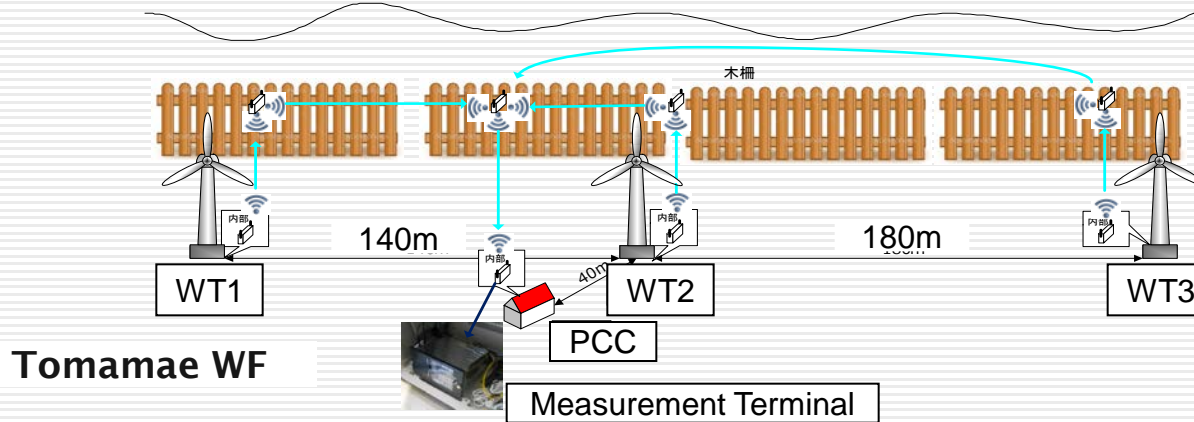 木柵
内部
内部
内部
140m
180m
内部
40m
WT1
WT2
WT3
PCC
Tomamae WF
Measurement Terminal